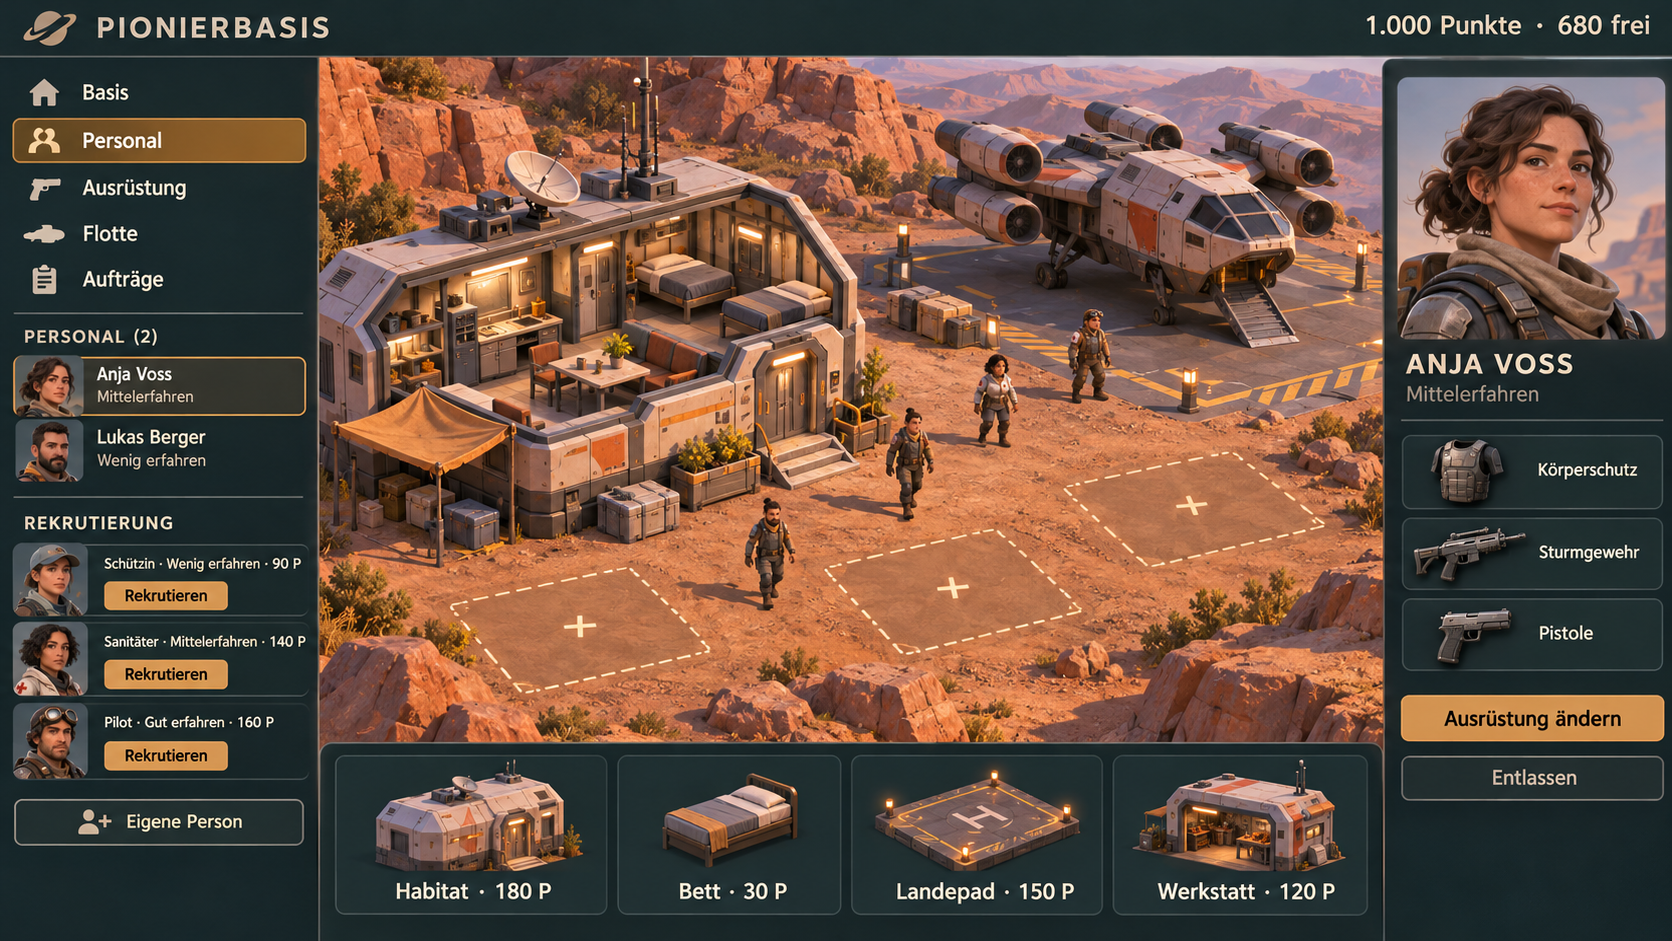 PIONIERBASIS
1.000 Punkte · 680 frei
Basis
Personal
Ausrüstung
Flotte
Aufträge
PERSONAL (2)
Anja Voss
Mittelerfahren
Lukas Berger
Wenig erfahren
REKRUTIERUNG
Schützin · Wenig erfahren · 90 P
Rekrutieren
Sanitäter · Mittelerfahren · 140 P
Rekrutieren
Pilot · Gut erfahren · 160 P
Rekrutieren
Eigene Person
H
Habitat · 180 P
Bett · 30 P
Landepad · 150 P
Werkstatt · 120 P
ANJA VOSS
Mittelerfahren
Körperschutz
Sturmgewehr
Pistole
Ausrüstung ändern
Entlassen